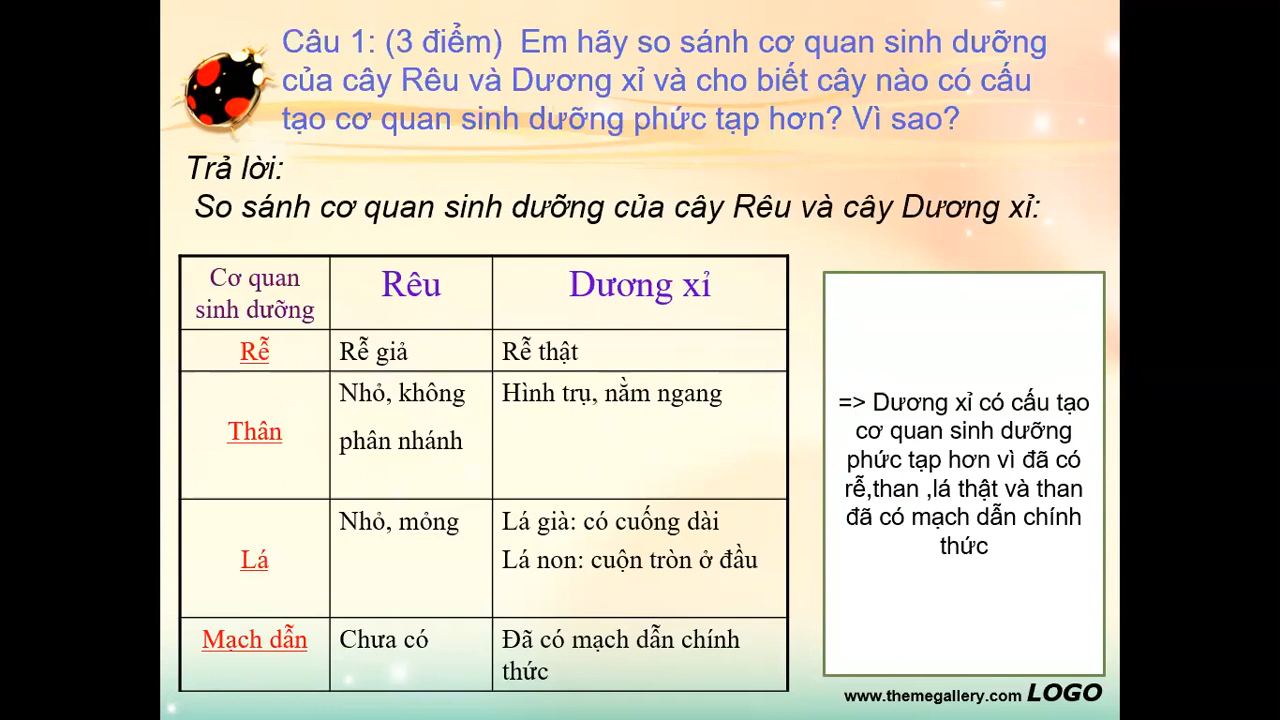 Câu 1: (3 điểm) Em hãy so sánh cơ quan sinh dưỡng
của cây Rêu và Dương xỉ và cho biết cây nào có cấu
tạo cơ quan sinh dưỡng phức tạp hơn? Vì sao?
Trả lời:
So sánh cơ quan sinh dưỡng của cây Rêu và cây Dương xỉ:
Cơ quan
sinh dưỡng
Rêu
Dương xỉ
Rễ
Rễ giả
Rễ thật
Thân
Nhỏ, không
phân nhánh
Hình trụ, nằm ngang
Lá
Nhỏ, mỏng
Lá già: có cuống dài
Lá non: cuộn tròn ở đầu
Mạch dẫn
Chưa có
Đã có mạch dẫn chính
thức
=> Dương xỉ có cấu tạo
cơ quan sinh dưỡng
phức tạp hơn vì đã có
rễ,than ,lá thật và than
đã có mạch dẫn chính
thức
www.themegallery.com LOGO